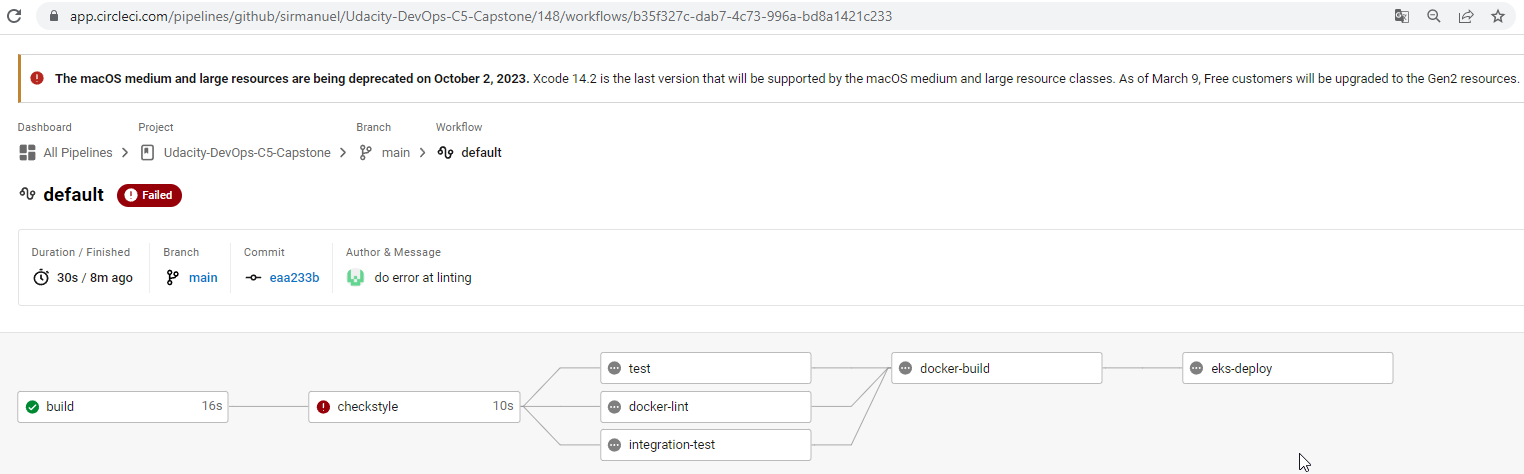 app.circleci.com/pipelines/github/sirmanuel/Udacity-DevOps-C5-Capstone/148/workflows/b35f327c-dab7-4c73-996a-bd8a1421c233
The macOS medium and large resources are being deprecated on October 2, 2023. Xcode 14.2 is the last version that will be supported by the macOS medium and large resource classes. As of March 9, Free customers will be upgraded to the Gen2 resources.
Dashboard Project Branch Workflow
All Pipelines Udacity-DevOps-C5-Capstone main default
default Failed
Duration / Finished Branch Commit Author & Message
30s / 8m ago main eaa233b do error at linting
test docker-build eks-deploy
build 16s checkstyle 10s docker-lint
integration-test